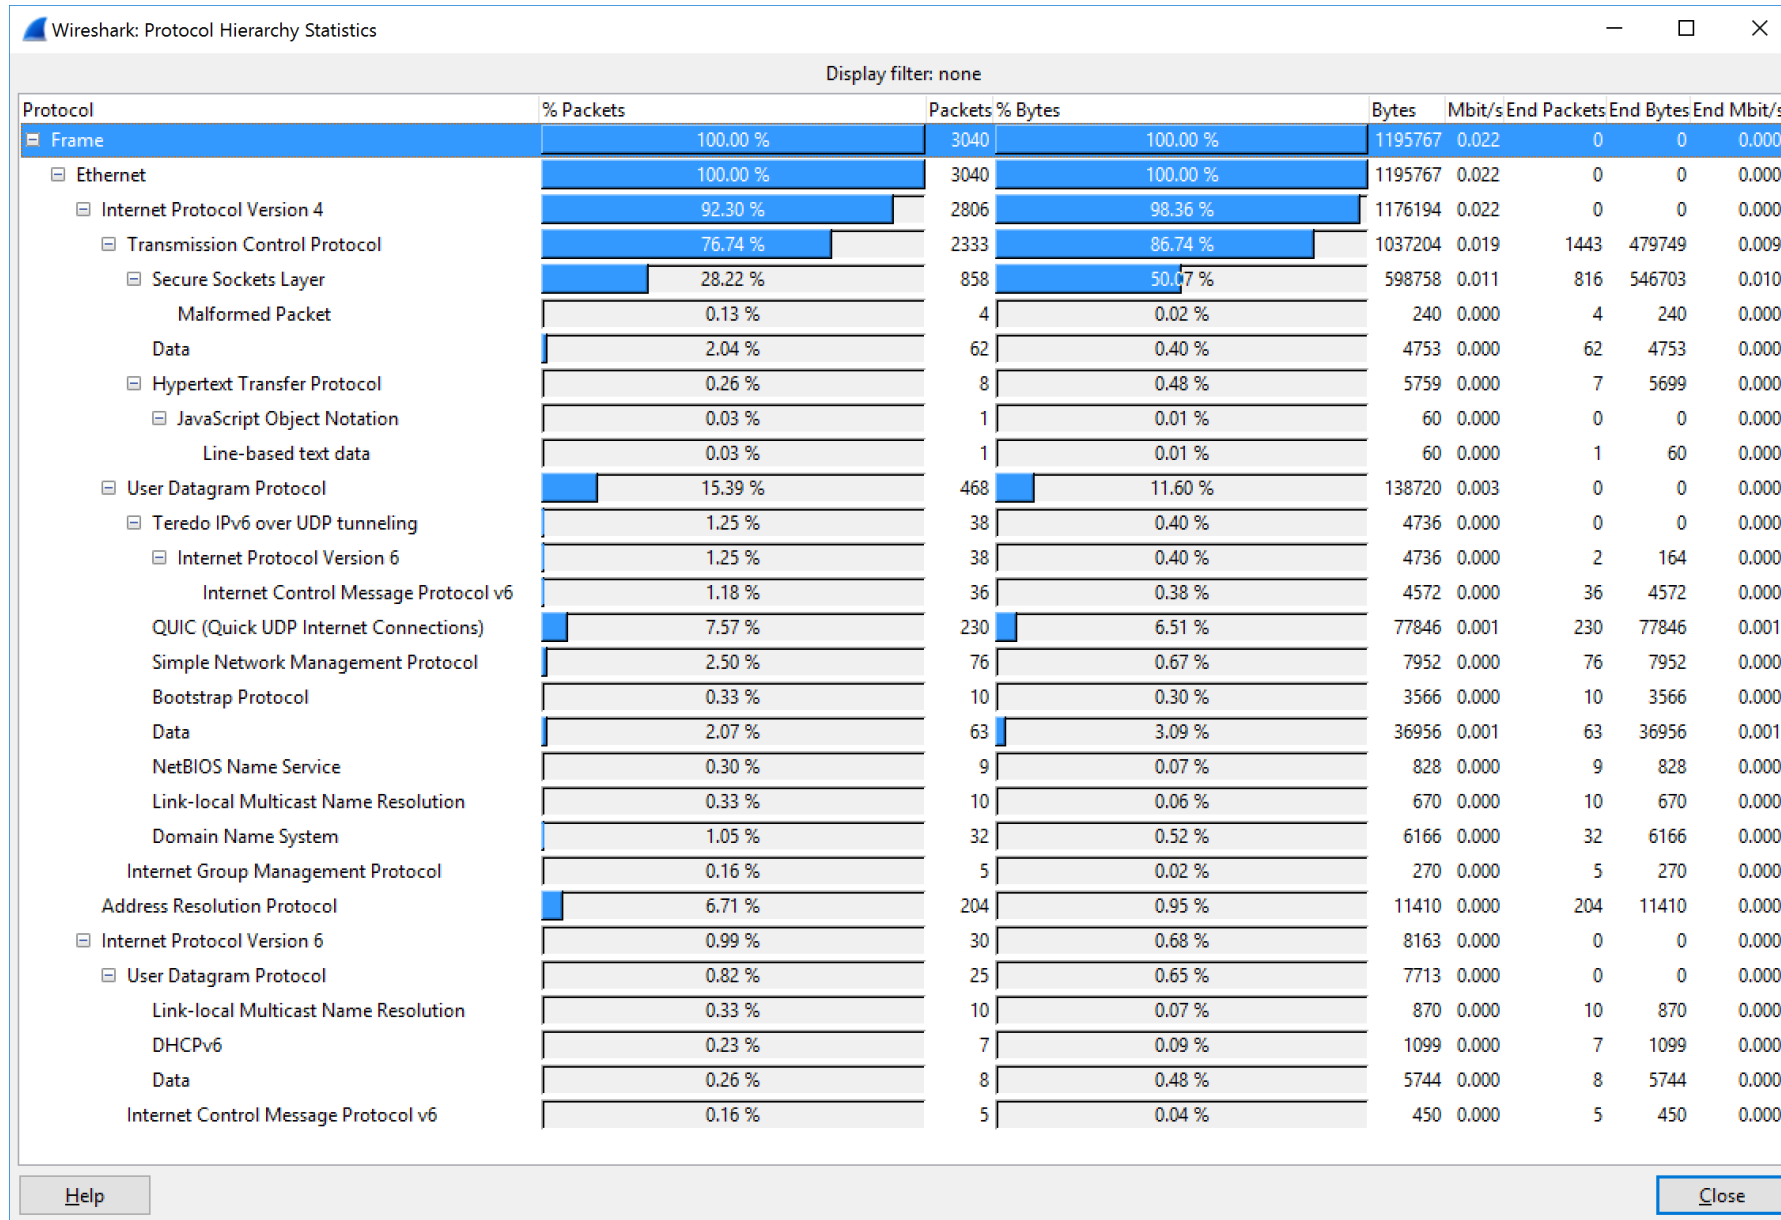 Wireshark: Protocol Hierarchy Statistics
Display filter: none
Protocol % Packets Packets % Bytes Bytes Mbit/s End Packets End Bytes End Mbit/s
Frame 100.00 % 3040 100.00 % 1195767 0.022 0 0 0.000
Ethernet 100.00 % 3040 100.00 % 1195767 0.022 0 0 0.000
Internet Protocol Version 4 92.30 % 2806 98.36 % 1176194 0.022 0 0 0.000
Transmission Control Protocol 76.74 % 2333 86.74 % 1037204 0.019 1443 479749 0.009
Secure Sockets Layer 28.22 % 858 50.07 % 598758 0.011 816 546703 0.010
Malformed Packet 0.13 % 4 0.02 % 240 0.000 4 240 0.000
Data 2.04 % 62 0.40 % 4753 0.000 62 4753 0.000
Hypertext Transfer Protocol 0.26 % 8 0.48 % 5759 0.000 7 5699 0.000
JavaScript Object Notation 0.03 % 1 0.01 % 60 0.000 0 0 0.000
Line-based text data 0.03 % 1 0.01 % 60 0.000 1 60 0.000
User Datagram Protocol 15.39 % 468 11.60 % 138720 0.003 0 0 0.000
Teredo IPv6 over UDP tunneling 1.25 % 38 0.40 % 4736 0.000 0 0 0.000
Internet Protocol Version 6 1.25 % 38 0.40 % 4736 0.000 2 164 0.000
Internet Control Message Protocol v6 1.18 % 36 0.38 % 4572 0.000 36 4572 0.000
QUIC (Quick UDP Internet Connections) 7.57 % 230 6.51 % 77846 0.001 230 77846 0.001
Simple Network Management Protocol 2.50 % 76 0.67 % 7952 0.000 76 7952 0.000
Bootstrap Protocol 0.33 % 10 0.30 % 3566 0.000 10 3566 0.000
Data 2.07 % 63 3.09 % 36956 0.001 63 36956 0.001
NetBIOS Name Service 0.30 % 9 0.07 % 828 0.000 9 828 0.000
Link-local Multicast Name Resolution 0.33 % 10 0.06 % 670 0.000 10 670 0.000
Domain Name System 1.05 % 32 0.52 % 6166 0.000 32 6166 0.000
Internet Group Management Protocol 0.16 % 5 0.02 % 270 0.000 5 270 0.000
Address Resolution Protocol 6.71 % 204 0.95 % 11410 0.000 204 11410 0.000
Internet Protocol Version 6 0.99 % 30 0.68 % 8163 0.000 0 0 0.000
User Datagram Protocol 0.82 % 25 0.65 % 7713 0.000 0 0 0.000
Link-local Multicast Name Resolution 0.33 % 10 0.07 % 870 0.000 10 870 0.000
DHCPv6 0.23 % 7 0.09 % 1099 0.000 7 1099 0.000
Data 0.26 % 8 0.48 % 5744 0.000 8 5744 0.000
Internet Control Message Protocol v6 0.16 % 5 0.04 % 450 0.000 5 450 0.000
Help Close